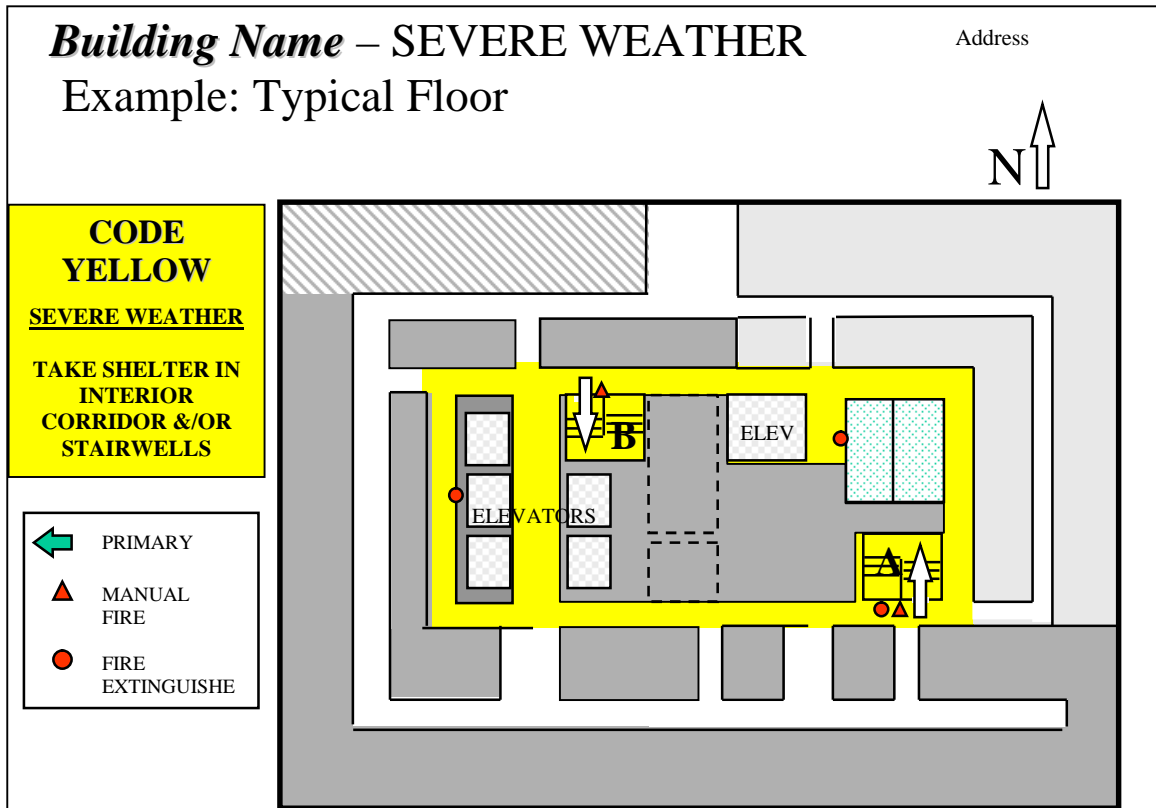 Building Name – SEVERE WEATHER
Address
Example: Typical Floor
N
CODE
YELLOW
SEVERE WEATHER
TAKE SHELTER IN
INTERIOR
CORRIDOR &/OR
STAIRWELLS
B
ELEV
ELEVATORS
A
PRIMARY
MANUAL
FIRE
FIRE
EXTINGUISHE